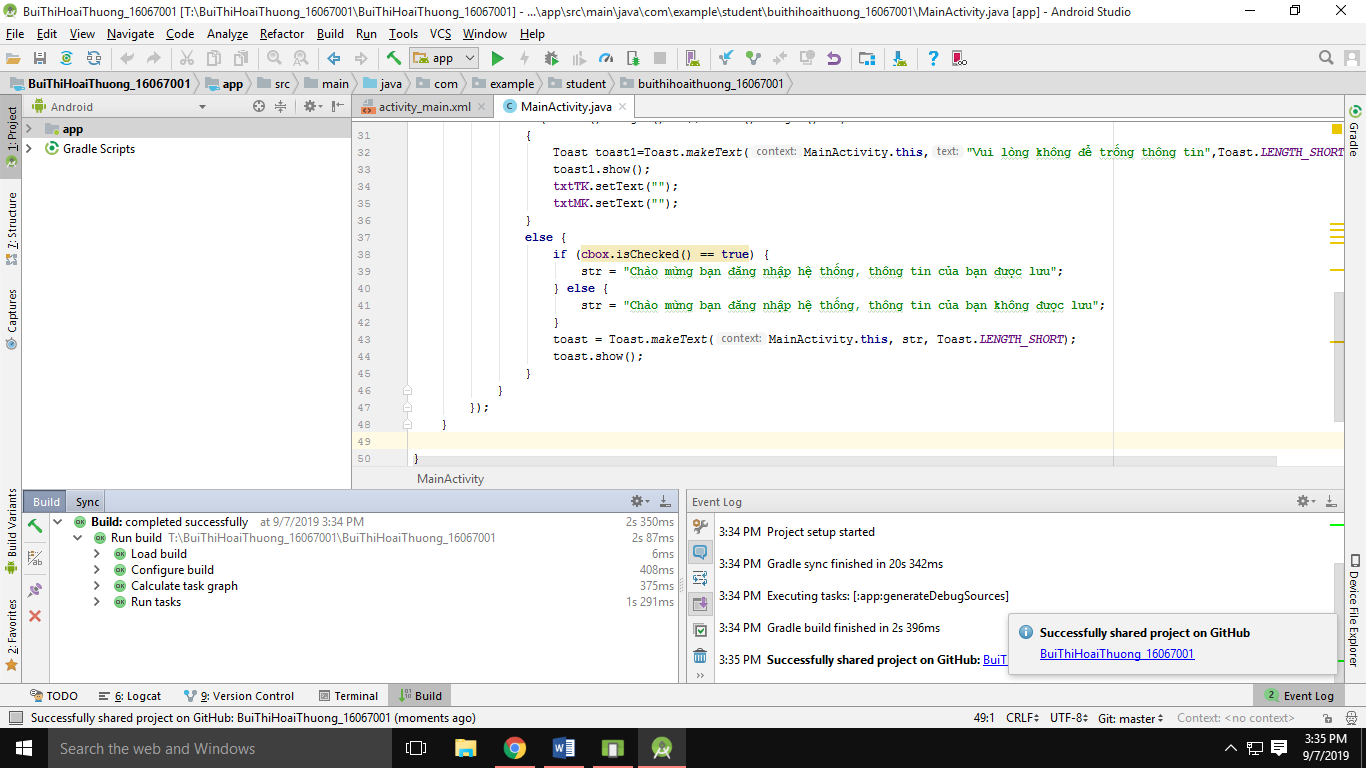 BuiThiHoaiThuong_16067001 [T:\BuiThiHoaiThuong_16067001\BuiThiHoaiThuong_16067001] - ...\app\src\main\java\com\example\student\buithihoaithuong_16067001\MainActivity.java [app] - Android Studio
File Edit View Navigate Code Analyze Refactor Build Run Tools VCS Window Help
app
BuiThiHoaiThuong_16067001 app src main java com example student buithihoaithuong_16067001
Android
activity_main.xml MainActivity.java
1: Project
7: Structure
Captures
Build Variants
2: Favorites
app
Gradle Scripts
31 {
32 Toast toast1=Toast.makeText( context: MainActivity.this, text: "Vui lòng không để trống thông tin",Toast.LENGTH_SHORT
33 toast1.show();
34 txtTK.setText("");
35 txtMK.setText("");
36 }
37 else {
38 if (cbox.isChecked() == true) {
39 str = "Chào mừng bạn đăng nhập hệ thống, thông tin của bạn được lưu";
40 } else {
41 str = "Chào mừng bạn đăng nhập hệ thống, thông tin của bạn không được lưu";
42 }
43 toast = Toast.makeText( context: MainActivity.this, str, Toast.LENGTH_SHORT);
44 toast.show();
45 }
46 }
47 });
48 }
49
50 }
MainActivity
Gradle
Device File Explorer
Build Sync
Build: completed successfully at 9/7/2019 3:34 PM 2s 350ms
Run build T:\BuiThiHoaiThuong_16067001\BuiThiHoaiThuong_16067001 2s 87ms
Load build 6ms
Configure build 408ms
Calculate task graph 375ms
Run tasks 1s 291ms
Event Log
3:34 PM Project setup started
3:34 PM Gradle sync finished in 20s 342ms
3:34 PM Executing tasks: [:app:generateDebugSources]
3:34 PM Gradle build finished in 2s 396ms
3:35 PM Successfully shared project on GitHub: BuiT
Successfully shared project on GitHub
BuiThiHoaiThuong_16067001
TODO 6: Logcat 9: Version Control Terminal Build 2 Event Log
Successfully shared project on GitHub: BuiThiHoaiThuong_16067001 (moments ago) 49:1 CRLF UTF-8 Git: master Context: <no context>
Search the web and Windows
3:35 PM
9/7/2019